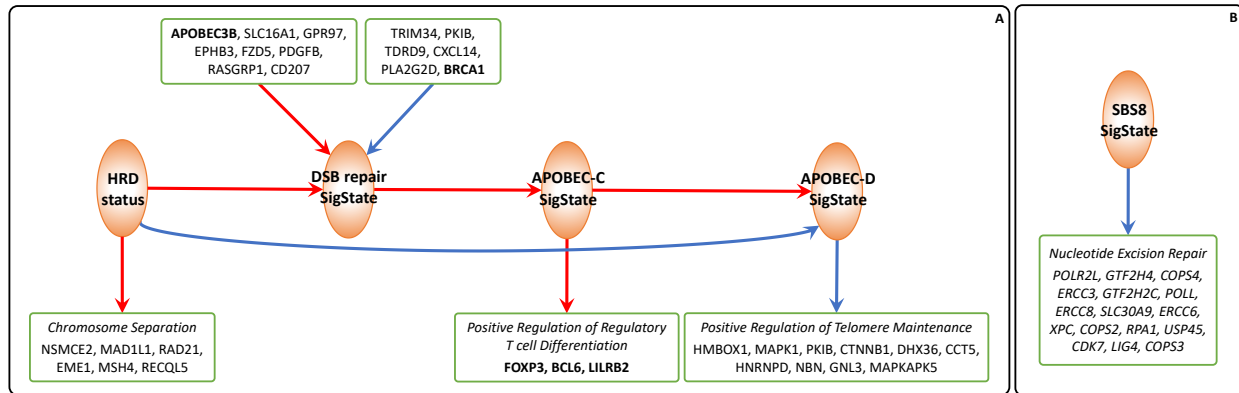 A
APOBEC3B, SLC16A1, GPR97,
EPHB3, FZD5, PDGFB,
RASGRP1, CD207
TRIM34, PKIB,
TDRD9, CXCL14,
PLA2G2D, BRCA1
HRD
status
DSB repair
SigState
APOBEC-C
SigState
APOBEC-D
SigState
Chromosome Separation
NSMCE2, MAD1L1, RAD21,
EME1, MSH4, RECQL5
Positive Regulation of Regulatory
T cell Differentiation
FOXP3, BCL6, LILRB2
Positive Regulation of Telomere Maintenance
HMBOX1, MAPK1, PKIB, CTNNB1, DHX36, CCT5,
HNRNPD, NBN, GNL3, MAPKAPK5
B
SBS8
SigState
Nucleotide Excision Repair
POLR2L, GTF2H4, COPS4,
ERCC3, GTF2H2C, POLL,
ERCC8, SLC30A9, ERCC6,
XPC, COPS2, RPA1, USP45,
CDK7, LIG4, COPS3